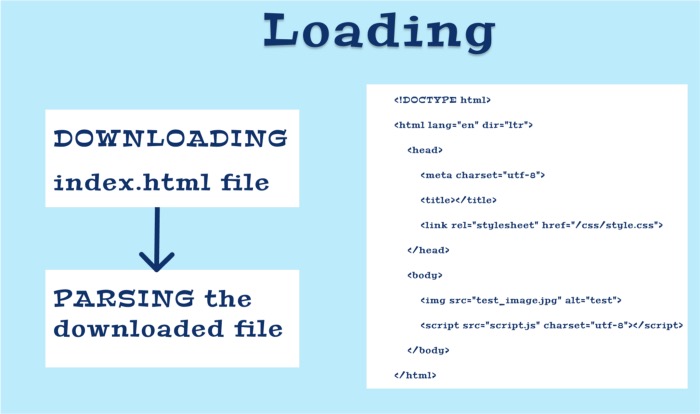 Loading
DOWNLOADING
index.html file
PARSING the
downloaded file
<!DOCTYPE html>
<html lang="en" dir="ltr">
<head>
<meta charset="utf-8">
<title></title>
<link rel="stylesheet" href="/css/style.css">
</head>
<body>
<img src="test_image.jpg" alt="test">
<script src="script.js" charset="utf-8"></script>
</body>
</html>